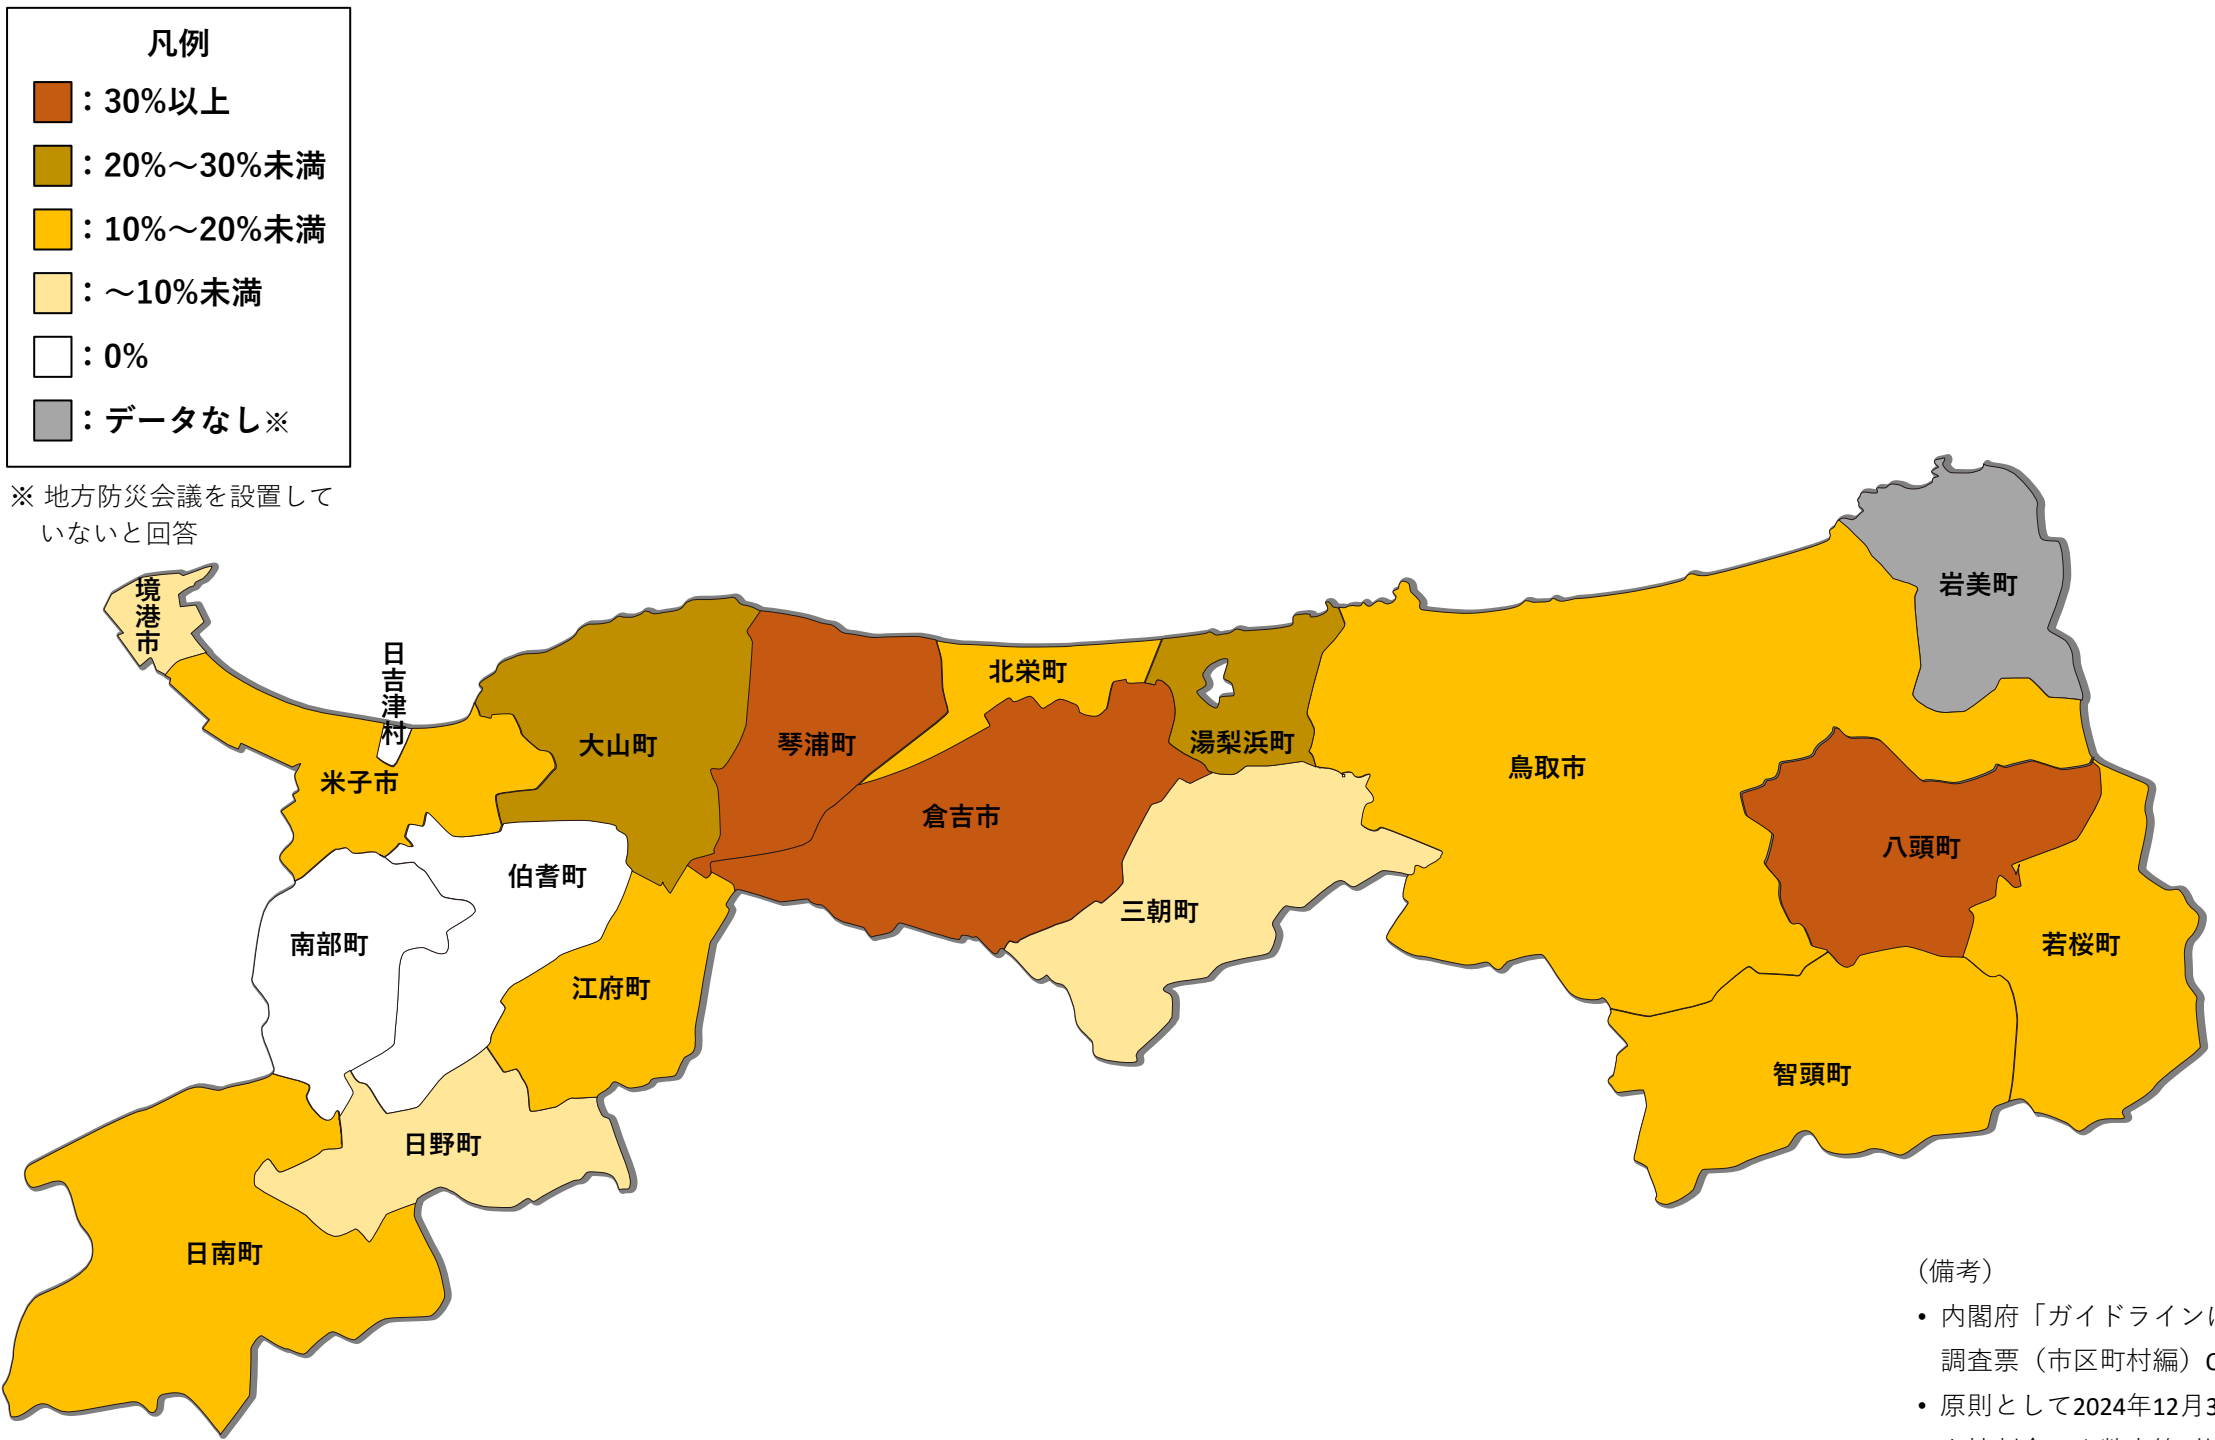 凡例
：30%以上
：20%～30%未満
：10%～20%未満
：～10%未満
：0%
：データなし※
※ 地方防災会議を設置して
いないと回答
境港市
日吉津村
米子市
大山町
琴浦町
北栄町
湯梨浜町
倉吉市
三朝町
鳥取市
岩美町
八頭町
若桜町
智頭町
伯耆町
南部町
江府町
日野町
日南町
（備考）
• 内閣府「ガイドライン
調査票（市区町村編）
• 原則として2024年12月